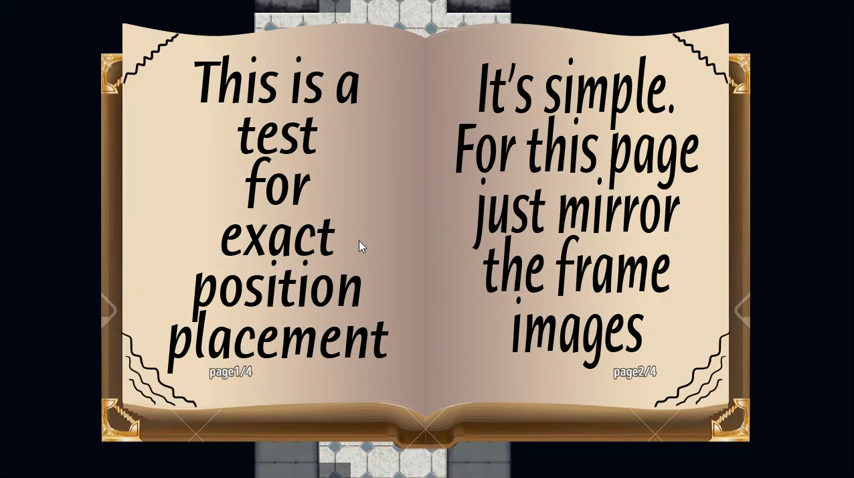 This is a
test
for
exact
position
placement
page1/4
It's simple.
For this page
just mirror
the frame
images
page2/4